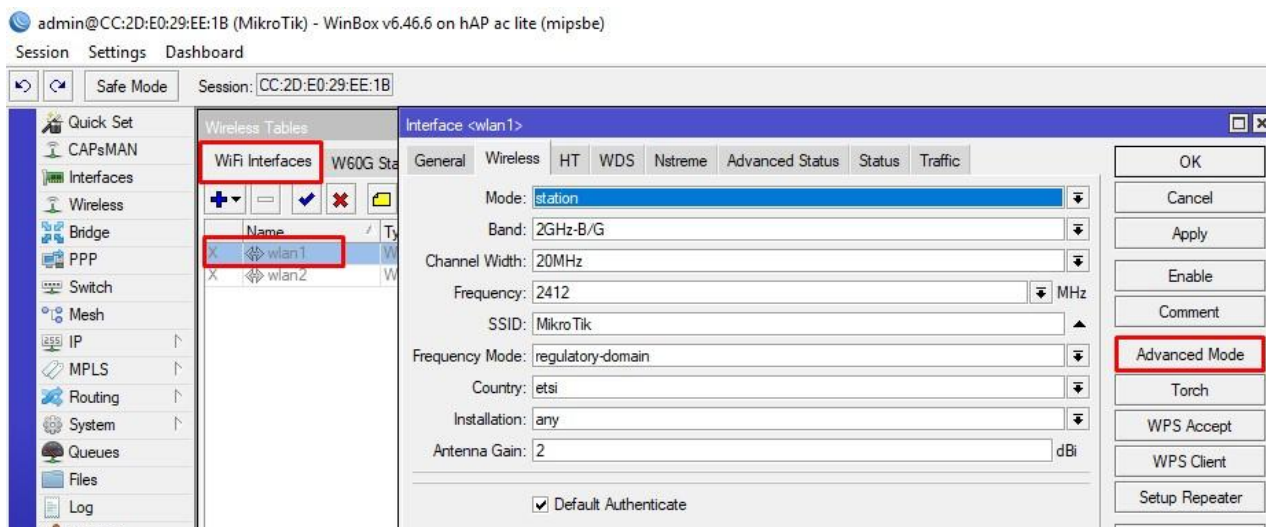 admin@CC:2D:E0:29:EE:1B (MikroTik) - WinBox v6.46.6 on hAP ac lite (mipsbe)
Session Settings Dashboard
Safe Mode Session: CC:2D:E0:29:EE:1B
Quick Set
CAPsMAN
Interfaces
Wireless
Bridge
PPP
Switch
Mesh
IP
MPLS
Routing
System
Queues
Files
Log
Wireless Tables
WiFi Interfaces W60G Sta
Name Ty
X wlan1 W
X wlan2 W
Interface <wlan1>
General Wireless HT WDS Nstreme Advanced Status Status Traffic
Mode: station
Band: 2GHz-B/G
Channel Width: 20MHz
Frequency: 2412 MHz
SSID: MikroTik
Frequency Mode: regulatory-domain
Country: etsi
Installation: any
Antenna Gain: 2 dBi
Default Authenticate
OK
Cancel
Apply
Enable
Comment
Advanced Mode
Torch
WPS Accept
WPS Client
Setup Repeater